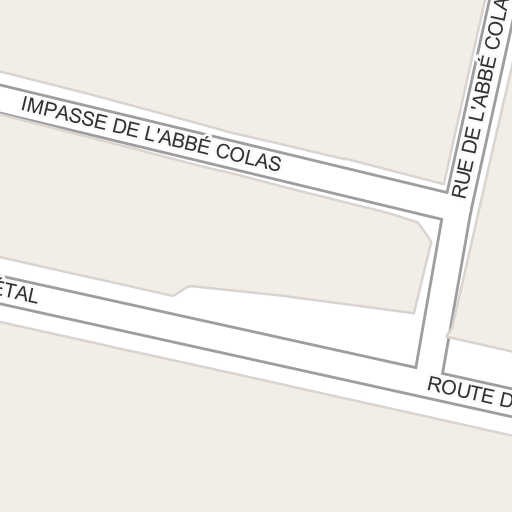 RUE DE L'ABBÉ COLA
IMPASSE DE L'ABBÉ COLAS
ÉTAL
ROUTE D